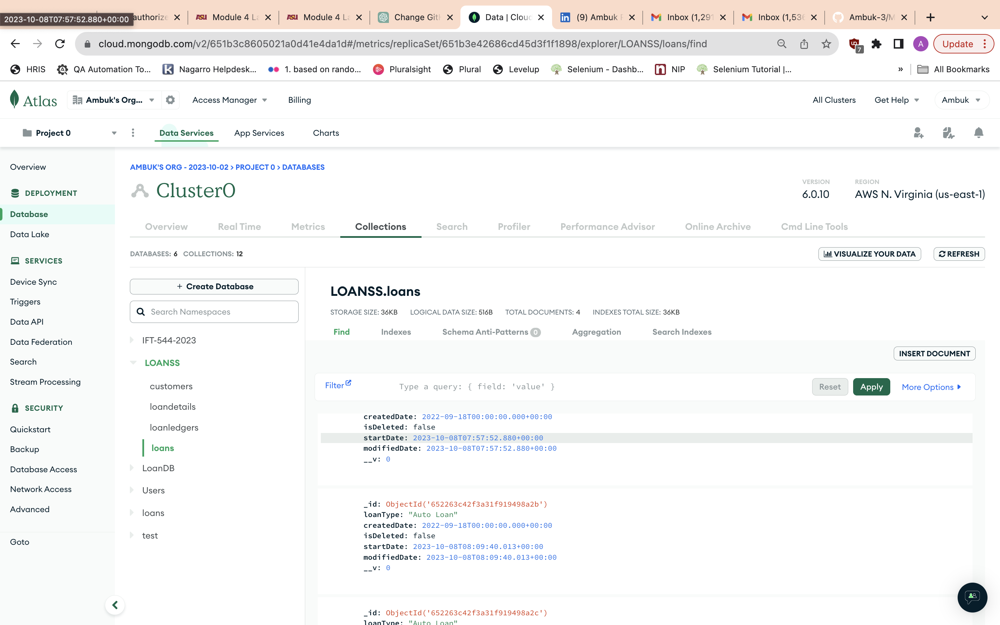 2023-10-08T07:57:52.880+00:00
Module 4 La
Module 4 La
Change GitH
Data | Cloud
(9) Ambuk
Inbox (1,291
Inbox (1,536
Ambuk-3/M
cloud.mongodb.com/v2/651b3c8605021a0d41e4da1d#/metrics/replicaSet/651b3e42686cd45d3f1f1898/explorer/LOANSS/loans/find
7
A
Update
HRIS
QA Automation To...
Nagarro Helpdesk...
1. based on rando...
Pluralsight
Plural
Levelup
Selenium - Dashb...
NIP
Selenium Tutorial |...
»
All Bookmarks
Atlas
Ambuk's Org...
Access Manager
Billing
All Clusters
Get Help
Ambuk
Project 0
Data Services
App Services
Charts
Overview
DEPLOYMENT
Database
Data Lake
SERVICES
Device Sync
Triggers
Data API
Data Federation
Search
Stream Processing
SECURITY
Quickstart
Backup
Database Access
Network Access
Advanced
Goto
AMBUK'S ORG - 2023-10-02 > PROJECT 0 > DATABASES
Cluster0
VERSION
6.0.10
REGION
AWS N. Virginia (us-east-1)
Overview
Real Time
Metrics
Collections
Search
Profiler
Performance Advisor
Online Archive
Cmd Line Tools
DATABASES: 6 COLLECTIONS: 12
VISUALIZE YOUR DATA
REFRESH
+ Create Database
Search Namespaces
IFT-544-2023
LOANSS
customers
loandetails
loanledgers
loans
LoanDB
Users
loans
test
LOANSS.loans
STORAGE SIZE: 36KB LOGICAL DATA SIZE: 516B TOTAL DOCUMENTS: 4 INDEXES TOTAL SIZE: 36KB
Find
Indexes
Schema Anti-Patterns 0
Aggregation
Search Indexes
INSERT DOCUMENT
Filter
Type a query: { field: 'value' }
Reset
Apply
More Options
createdDate: 2022-09-18T00:00:00.000+00:00
isDeleted: false
startDate: 2023-10-08T07:57:52.880+00:00
modifiedDate: 2023-10-08T07:57:52.880+00:00
__v: 0
_id: ObjectId('652263c42f3a31f919498a2b')
loanType: "Auto Loan"
createdDate: 2022-09-18T00:00:00.000+00:00
isDeleted: false
startDate: 2023-10-08T08:09:40.013+00:00
modifiedDate: 2023-10-08T08:09:40.013+00:00
__v: 0
_id: ObjectId('652263c42f3a31f919498a2c')
loanType: "Auto Loan"